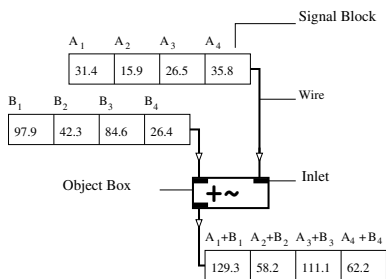 Signal Block
A1 A2 A3 A4
31.4 15.9 26.5 35.8
Wire
B1 B2 B3 B4
97.9 42.3 84.6 26.4
Object Box
Inlet
+~
A1+B1 A2+B2 A3+B3 A4 + B4
129.3 58.2 111.1 62.2